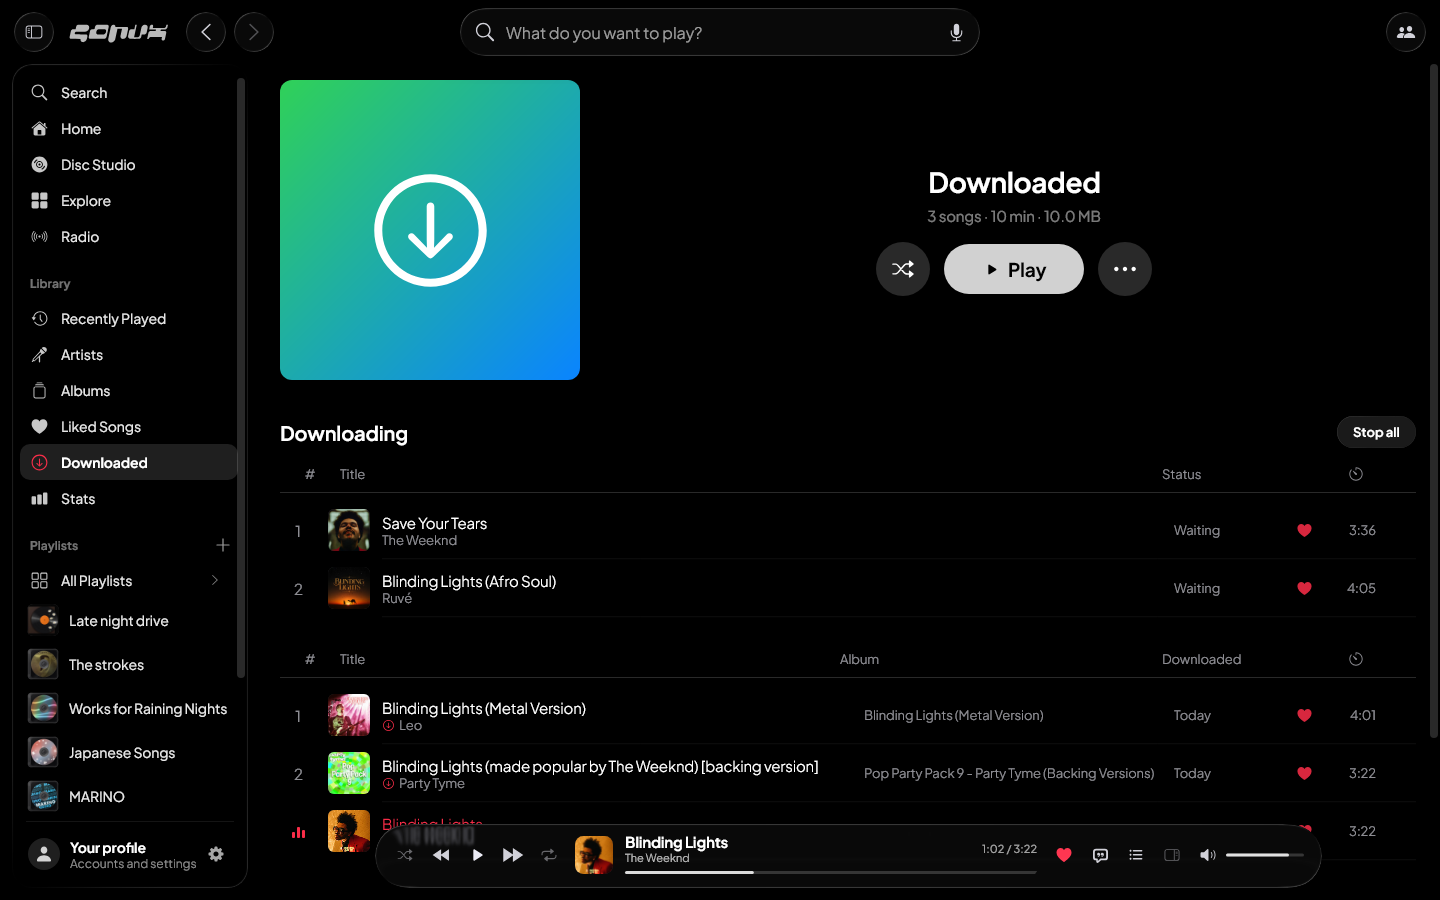 What do you want to play?
Search
Home
Disc Studio
Explore
Radio
Library
Recently Played
Artists
Albums
Liked Songs
Downloaded
Stats
Playlists
All Playlists
Late night drive
The strokes
Works for Raining Nights
Japanese Songs
MARINO
Your profile
Accounts and settings
Downloaded
3 songs · 10 min · 10.0 MB
Play
Downloading
Stop all
# Title Status
1 Save Your Tears Waiting 3:36
The Weeknd
2 Blinding Lights (Afro Soul) Waiting 4:05
Ruvé
# Title Album Downloaded
1 Blinding Lights (Metal Version) Blinding Lights (Metal Version) Today 4:01
Leo
2 Blinding Lights (made popular by The Weeknd) [backing version] Pop Party Pack 9 - Party Tyme (Backing Versions) Today 3:22
Party Tyme
Blinding Lights 3:22
Blinding Lights
The Weeknd
1:02 / 3:22